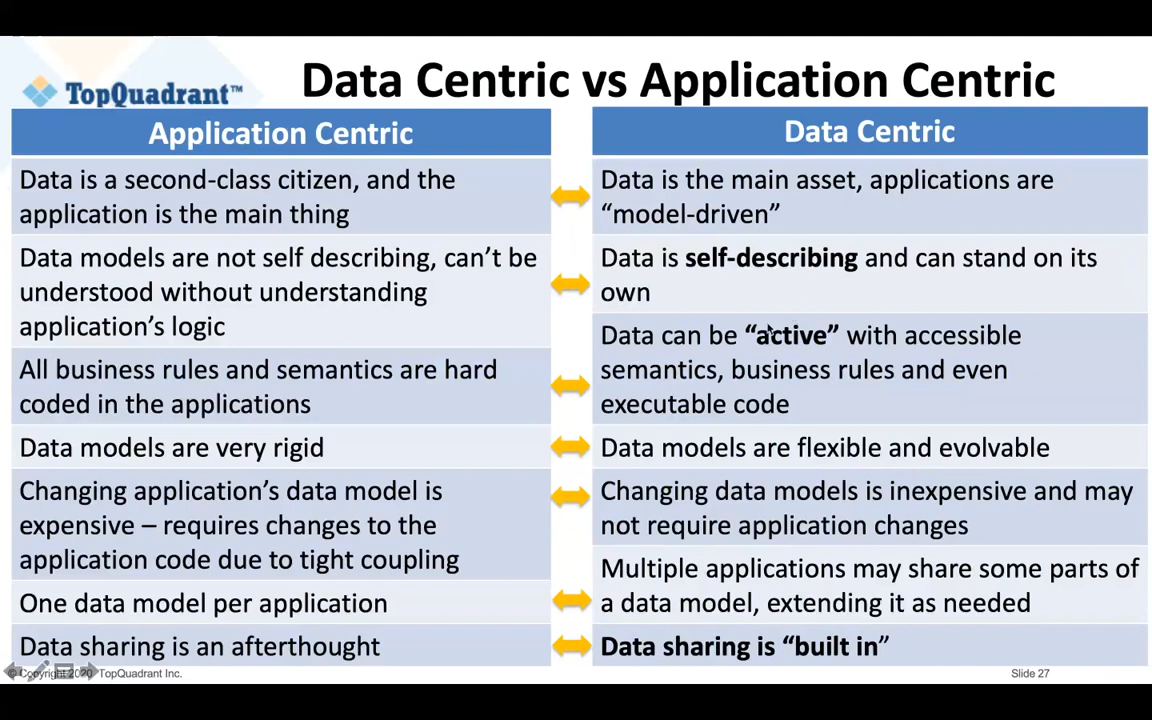 TopQuadrant™
Data Centric vs Application Centric
Application Centric
Data is a second-class citizen, and the
application is the main thing
Data models are not self describing, can’t be
understood without understanding
application’s logic
All business rules and semantics are hard
coded in the applications
Data models are very rigid
Changing application’s data model is
expensive – requires changes to the
application code due to tight coupling
One data model per application
Data sharing is an afterthought
Data Centric
Data is the main asset, applications are
“model-driven”
Data is self-describing and can stand on its
own
Data can be “active” with accessible
semantics, business rules and even
executable code
Data models are flexible and evolvable
Changing data models is inexpensive and may
not require application changes
Multiple applications may share some parts of
a data model, extending it as needed
Data sharing is “built in”
© Copyright 2020 TopQuadrant Inc.
Slide 27